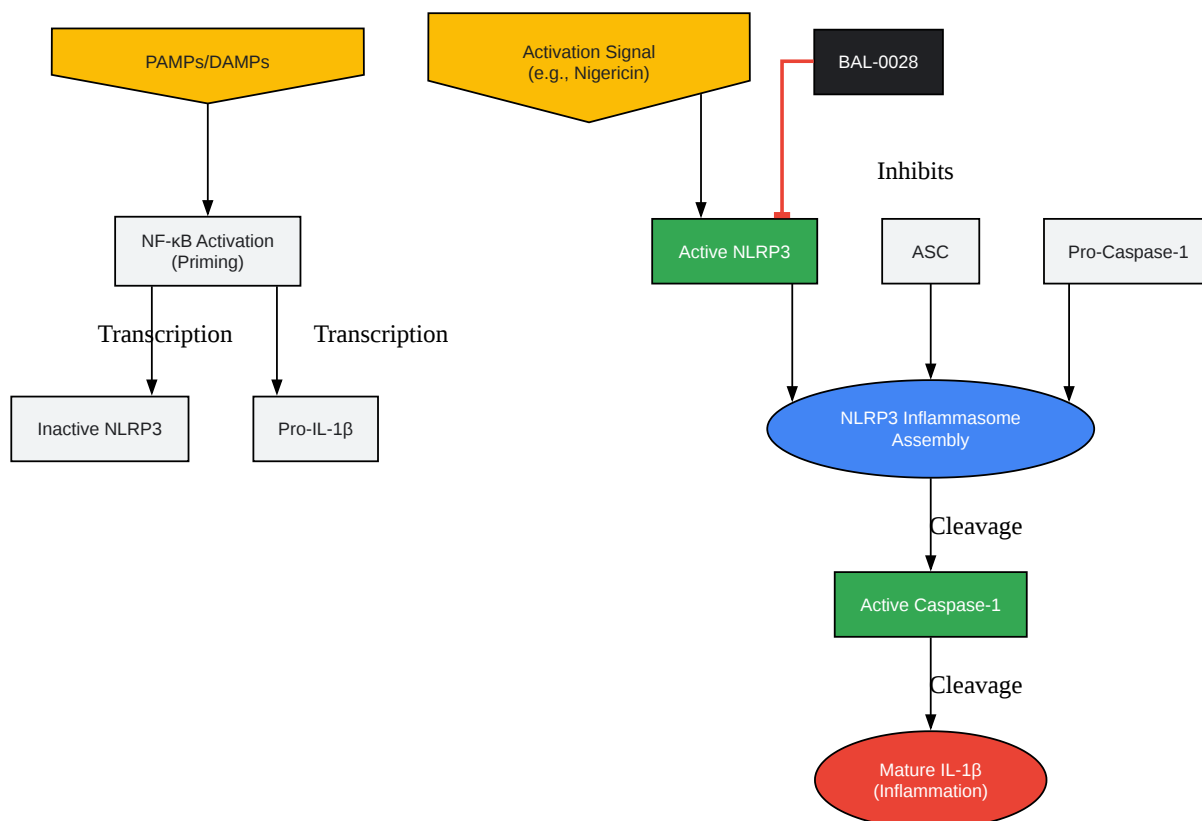 PAMPs/DAMPs
Activation Signal
(e.g., Nigericin)
BAL-0028
Inhibits
NF-κB Activation
(Priming)
Active NLRP3
ASC
Pro-Caspase-1
Transcription
Transcription
Inactive NLRP3
Pro-IL-1β
NLRP3 Inflammasome
Assembly
Cleavage
Active Caspase-1
Cleavage
Mature IL-1β
(Inflammation)